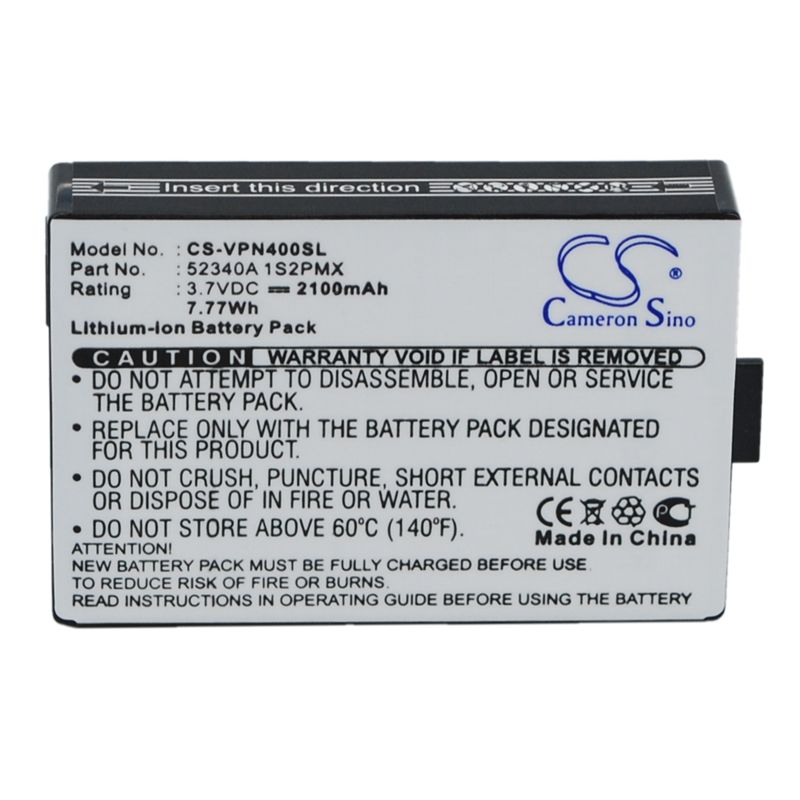 Insert this direction
Model No. : CS-VPN400SL
Part No. : 52340A 1S2PMX
Rating : 3.7VDC ⎓ 2100mAh
7.77Wh
Lithium-Ion Battery Pack
CS ®
Cameron Sino
CAUTION WARRANTY VOID IF LABEL IS REMOVED
• DO NOT ATTEMPT TO DISASSEMBLE, OPEN OR SERVICE
THE BATTERY PACK.
• REPLACE ONLY WITH THE BATTERY PACK DESIGNATED
FOR THIS PRODUCT.
• DO NOT CRUSH, PUNCTURE, SHORT EXTERNAL CONTACTS
OR DISPOSE OF IN FIRE OR WATER.
• DO NOT STORE ABOVE 60°C (140°F).
CE
Made In China
ATTENTION!
NEW BATTERY PACK MUST BE FULLY CHARGED BEFORE FIRST USE
TO REDUCE RISK OF FIRE OR BURNS.
READ INSTRUCTIONS IN OPERATING GUIDE BEFORE USING THE BATTERY